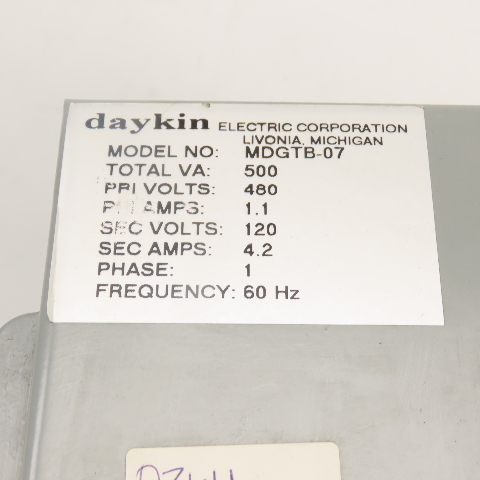 daykin ELECTRIC CORPORATION
LIVONIA, MICHIGAN
MODEL NO: MDGTB-07
TOTAL VA: 500
PRI VOLTS: 480
PRI AMPS: 1.1
SEC VOLTS: 120
SEC AMPS: 4.2
PHASE: 1
FREQUENCY: 60 Hz